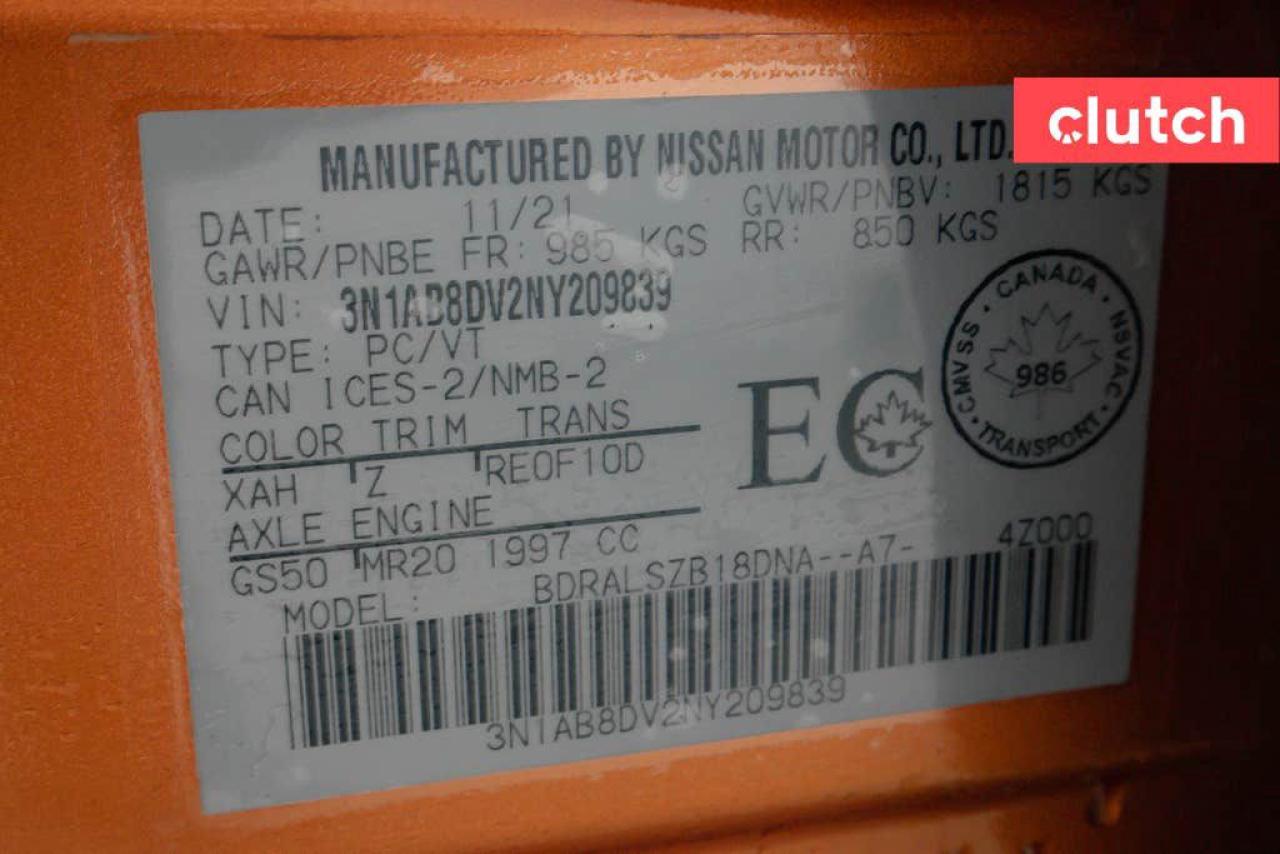 clutch
MANUFACTURED BY NISSAN MOTOR CO., LTD.
DATE: 11/21 GVWR/PNBV: 1815 KGS
GAWR/PNBE FR: 985 KGS RR: 850 KGS
VIN: 3N1AB8DV2NY209839
TYPE: PC/VT
CAN ICES-2/NMB-2
COLOR TRIM TRANS
XAH Z RE0F10D
AXLE ENGINE
GS50 MR20 1997 CC
MODEL: BDRALSZB18DNA--A7- 4Z000
3N1AB8DV2NY209839
EC
CANADA
CMVSS · NSVAC
986
TRANSPORT